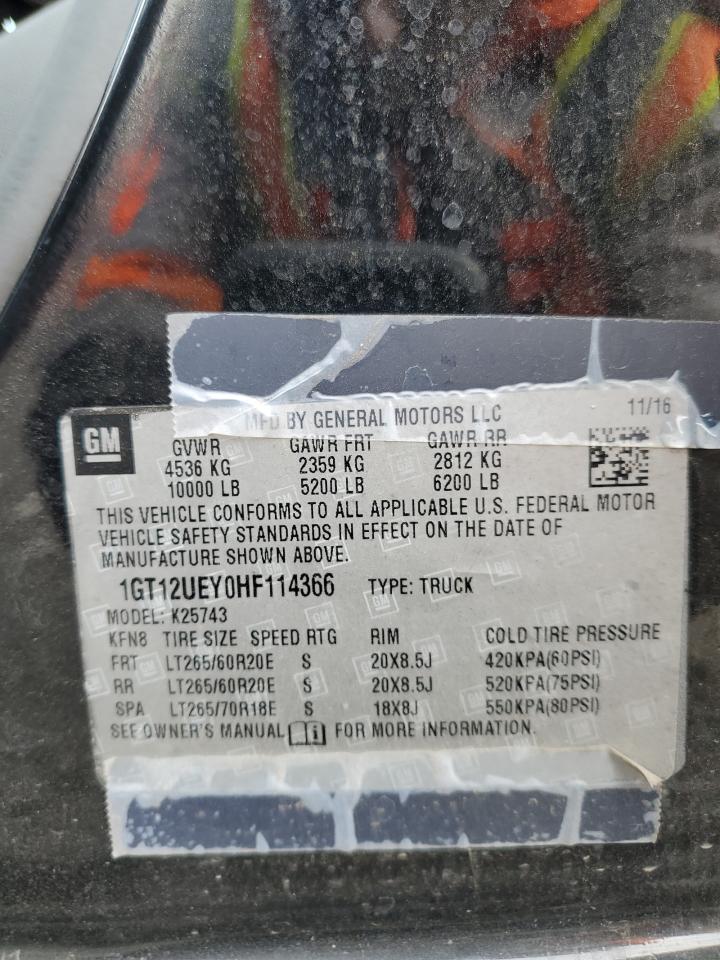 MFD BY GENERAL MOTORS LLC 11/16
GM
GVWR GAWR FRT GAWR RR
4536 KG 2359 KG 2812 KG
10000 LB 5200 LB 6200 LB
THIS VEHICLE CONFORMS TO ALL APPLICABLE U.S. FEDERAL MOTOR
VEHICLE SAFETY STANDARDS IN EFFECT ON THE DATE OF
MANUFACTURE SHOWN ABOVE.
1GT12UEY0HF114366 TYPE: TRUCK
MODEL: K25743
KFN8 TIRE SIZE SPEED RTG RIM COLD TIRE PRESSURE
FRT LT265/60R20E S 20X8.5J 420KPA(60PSI)
RR LT265/60R20E S 20X8.5J 520KPA(75PSI)
SPA LT265/70R18E S 18X8J 550KPA(80PSI)
SEE OWNER'S MANUAL FOR MORE INFORMATION.